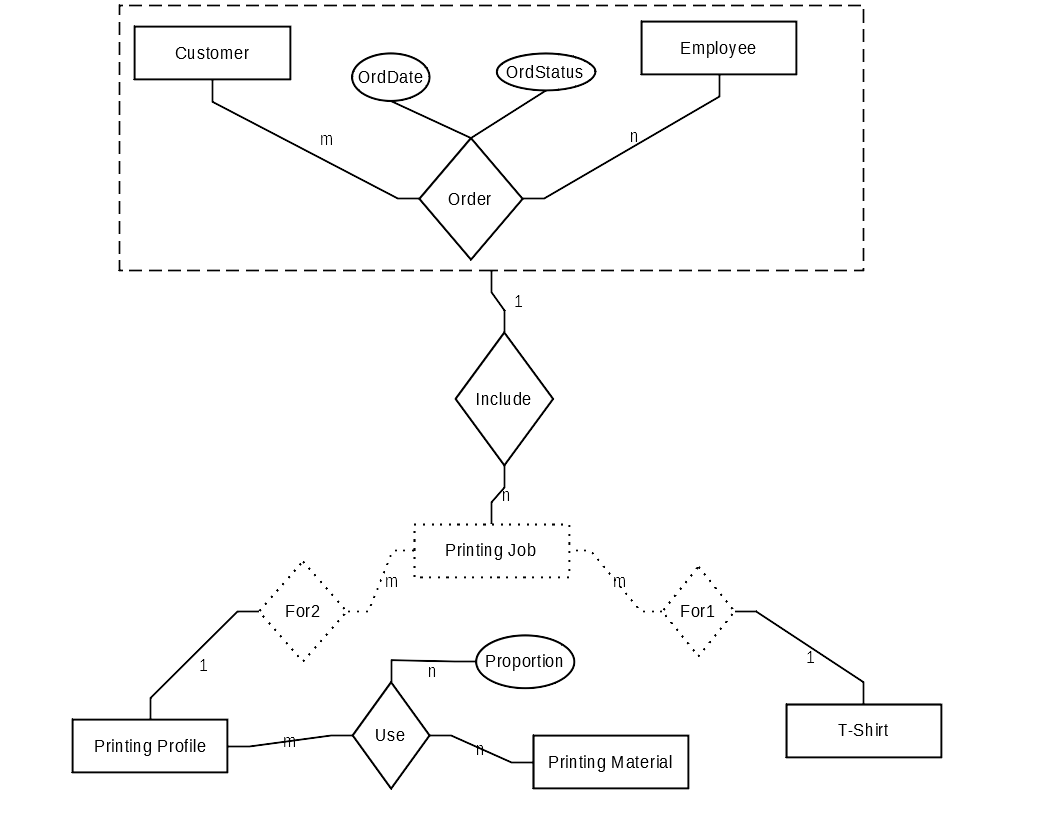 Customer
Employee
OrdDate
OrdStatus
m
n
Order
1
Include
n
Printing Job
m
m
For2
For1
1
1
Proportion
n
Printing Profile
m
Use
n
Printing Material
T-Shirt